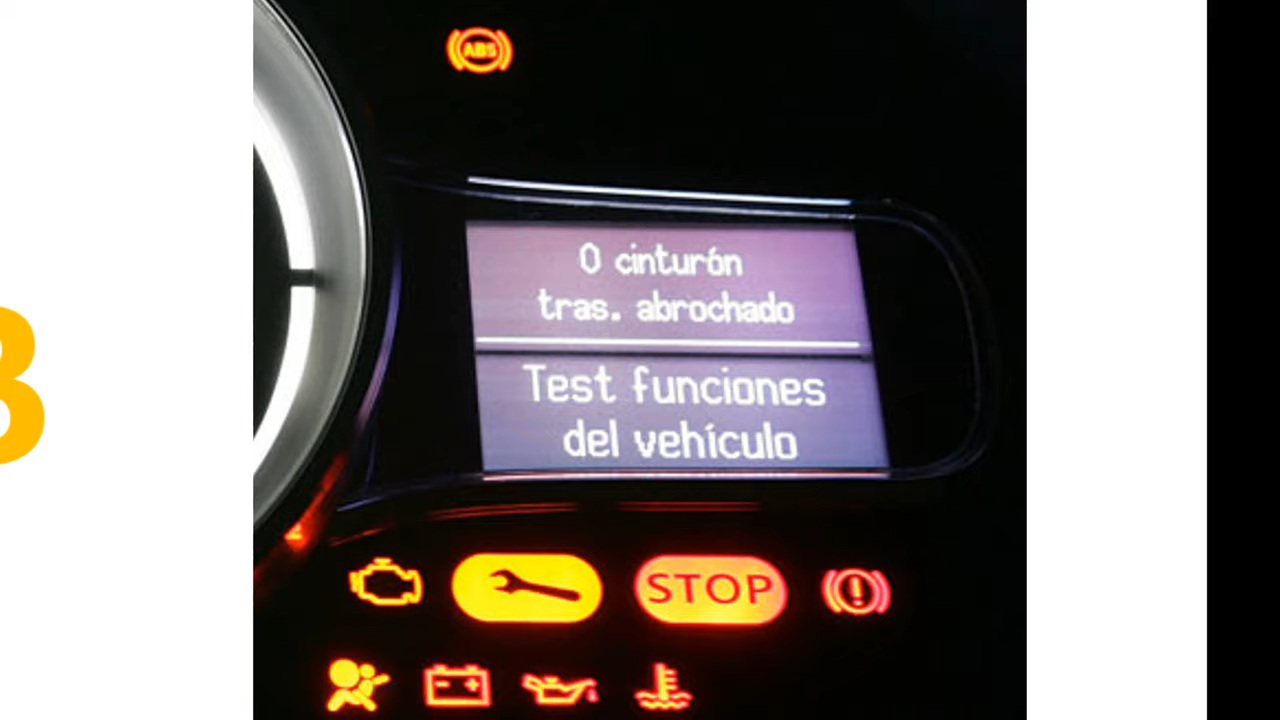 ABS
0 cinturón
tras. abrochado
Test funciones
del vehículo
STOP